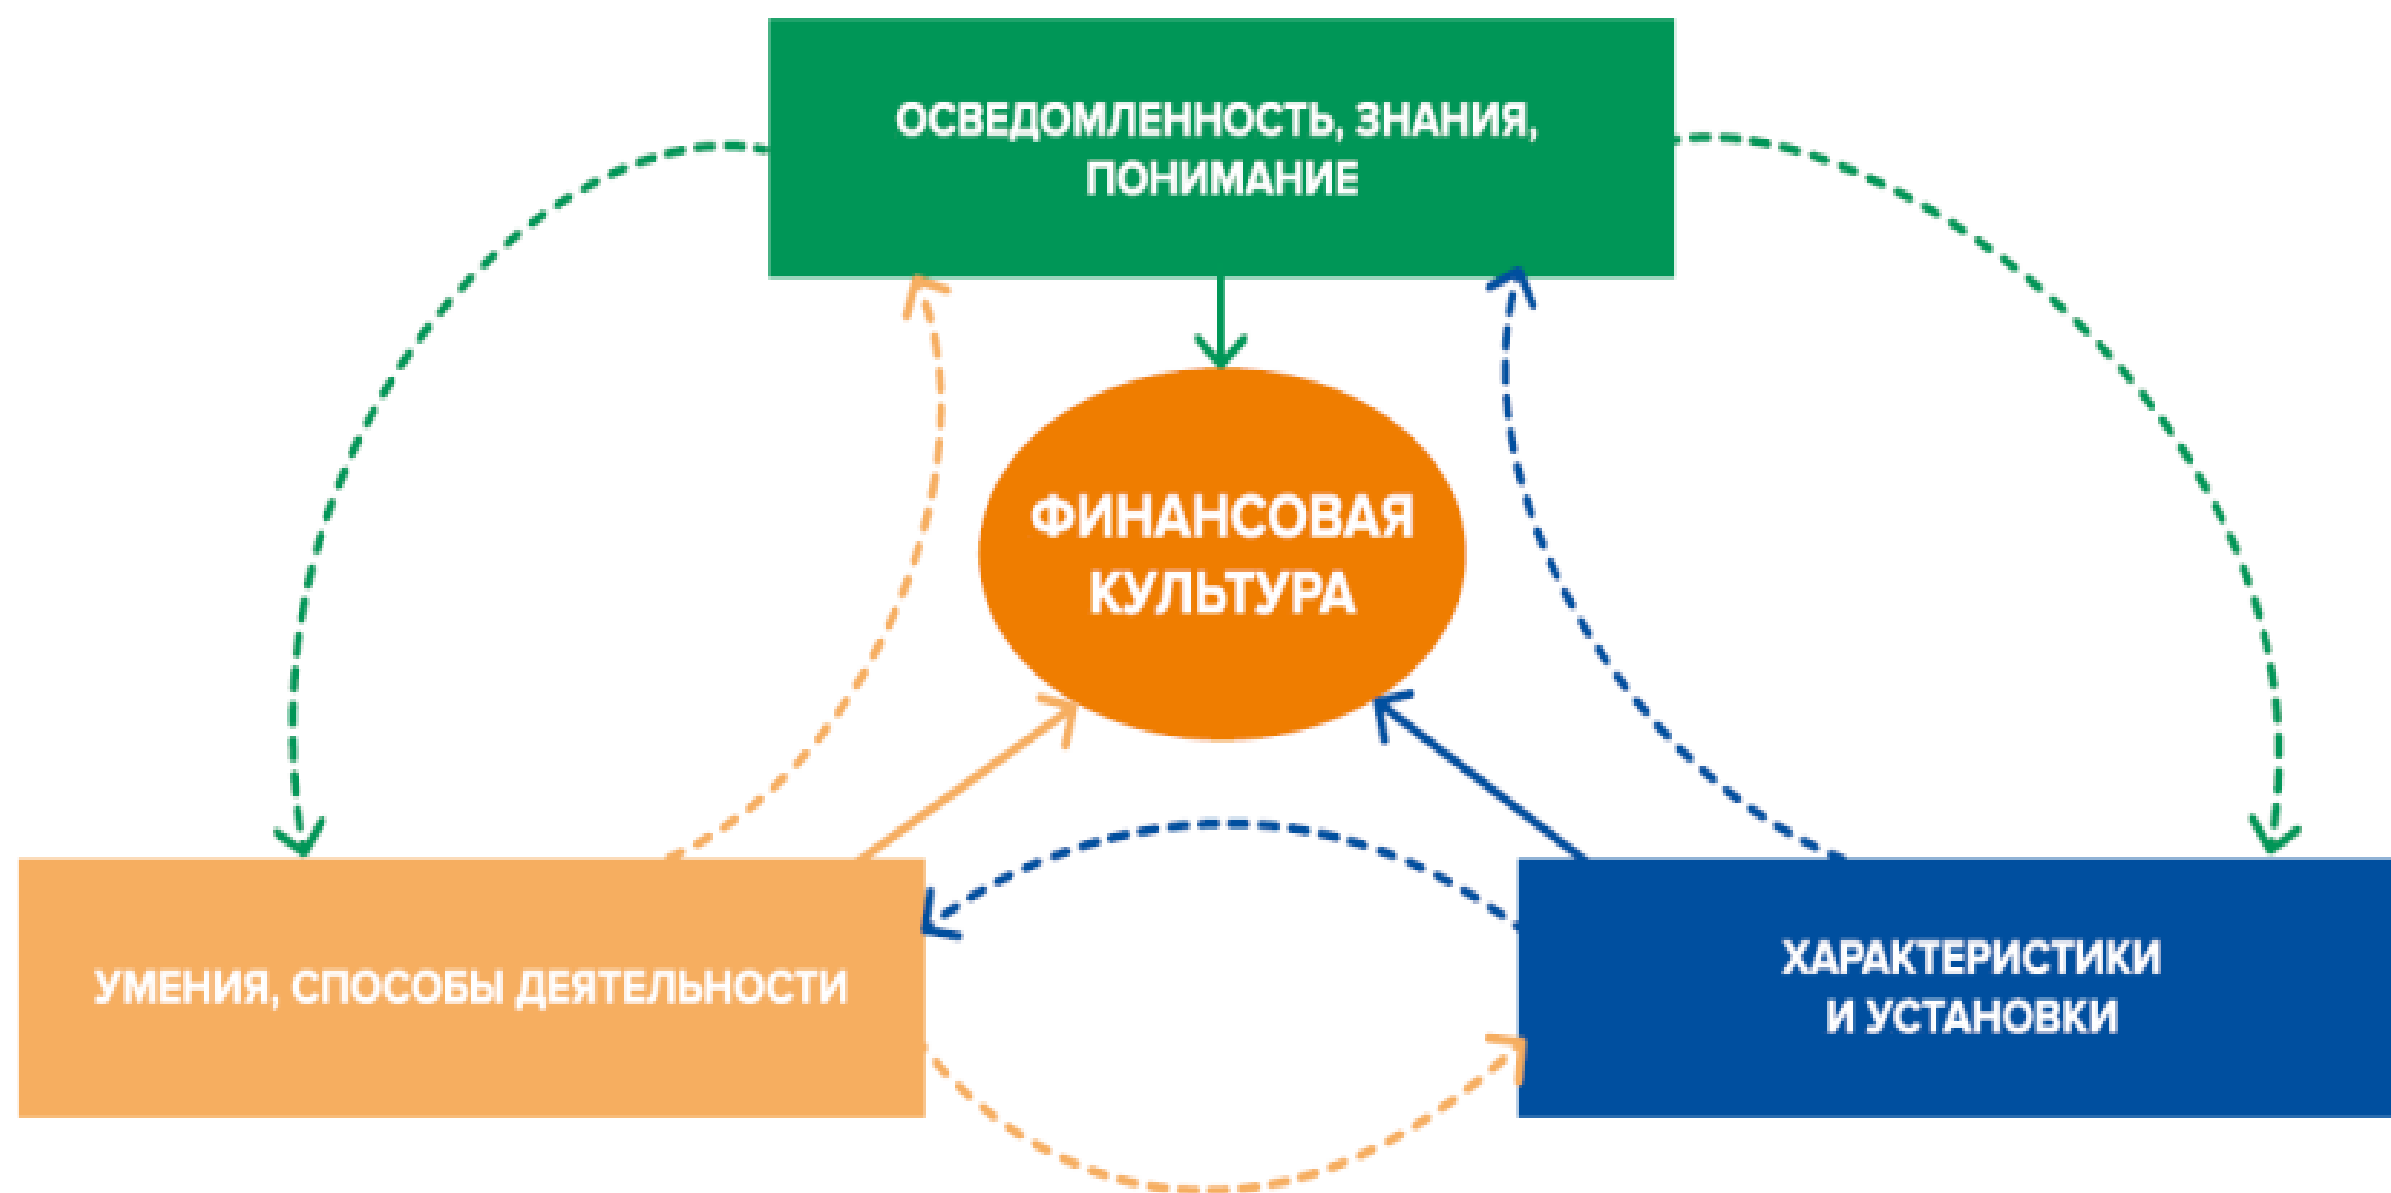 ОСВЕДОМЛЕННОСТЬ, ЗНАНИЯ,
ПОНИМАНИЕ
ФИНАНСОВАЯ
КУЛЬТУРА
УМЕНИЯ, СПОСОБЫ ДЕЯТЕЛЬНОСТИ
ХАРАКТЕРИСТИКИ
И УСТАНОВКИ